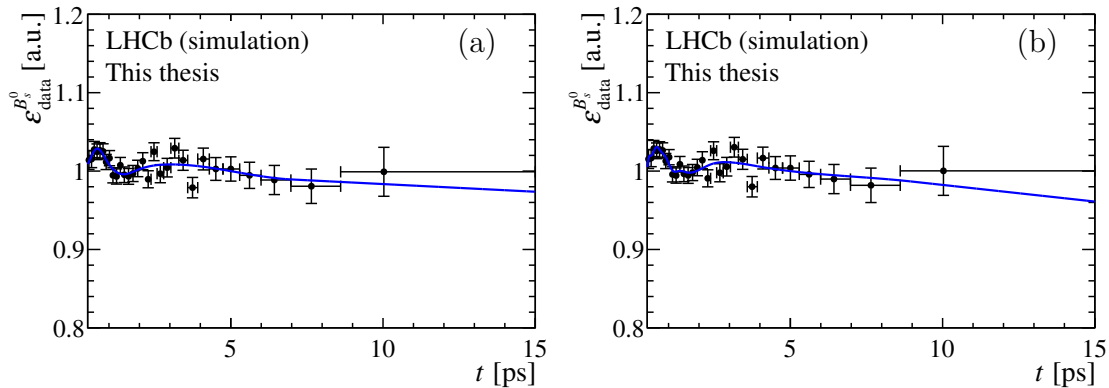 1.2
LHCb (simulation)
(a)
This thesis
1.1
1
0.9
0.8
5
10
15
t [ps]
ε^{B_s^0}_{data} [a.u.]
1.2
LHCb (simulation)
(b)
This thesis
1.1
1
0.9
0.8
5
10
15
t [ps]
ε^{B_s^0}_{data} [a.u.]